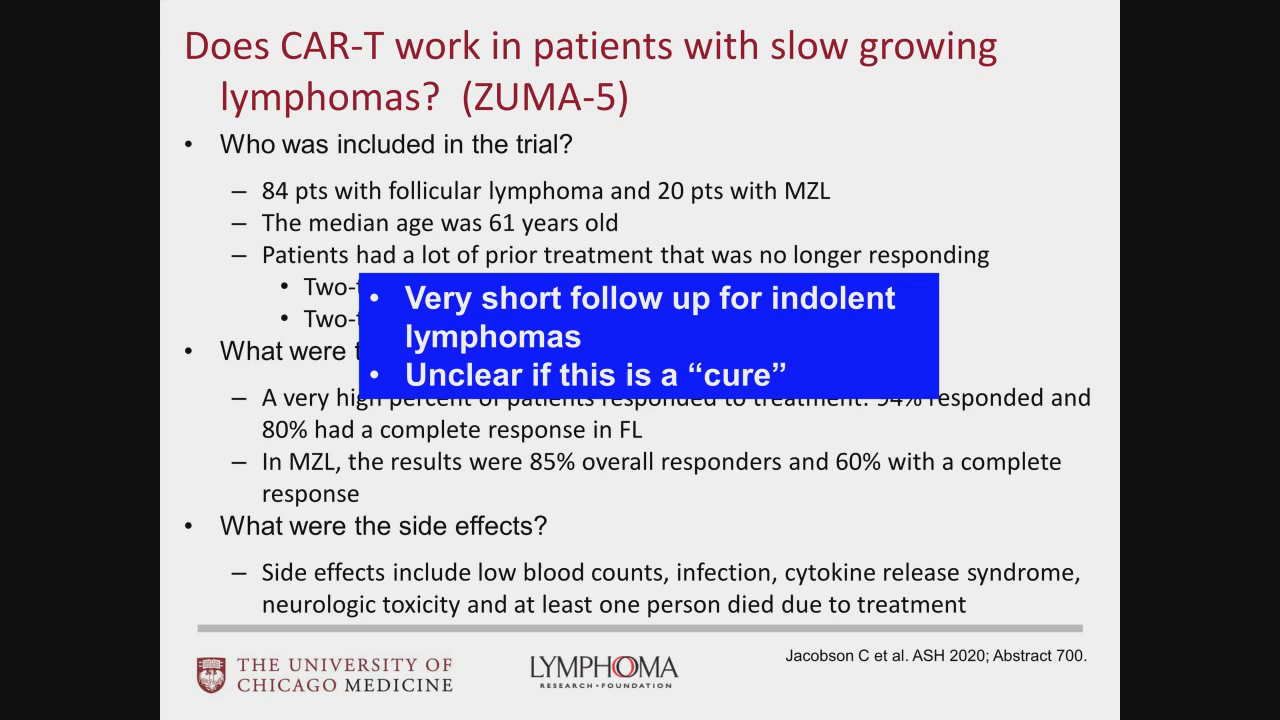 Does CAR-T work in patients with slow growing
lymphomas? (ZUMA-5)
• Who was included in the trial?
– 84 pts with follicular lymphoma and 20 pts with MZL
– The median age was 61 years old
– Patients had a lot of prior treatment that was no longer responding
• Two-
• Two-
• What were
• Very short follow up for indolent
lymphomas
• Unclear if this is a “cure”
– A very high percent of patients responded to treatment: 94% responded and
80% had a complete response in FL
– In MZL, the results were 85% overall responders and 60% with a complete
response
• What were the side effects?
– Side effects include low blood counts, infection, cytokine release syndrome,
neurologic toxicity and at least one person died due to treatment
THE UNIVERSITY OF
CHICAGO MEDICINE
LYMPHOMA
RESEARCH • FOUNDATION
Jacobson C et al. ASH 2020; Abstract 700.